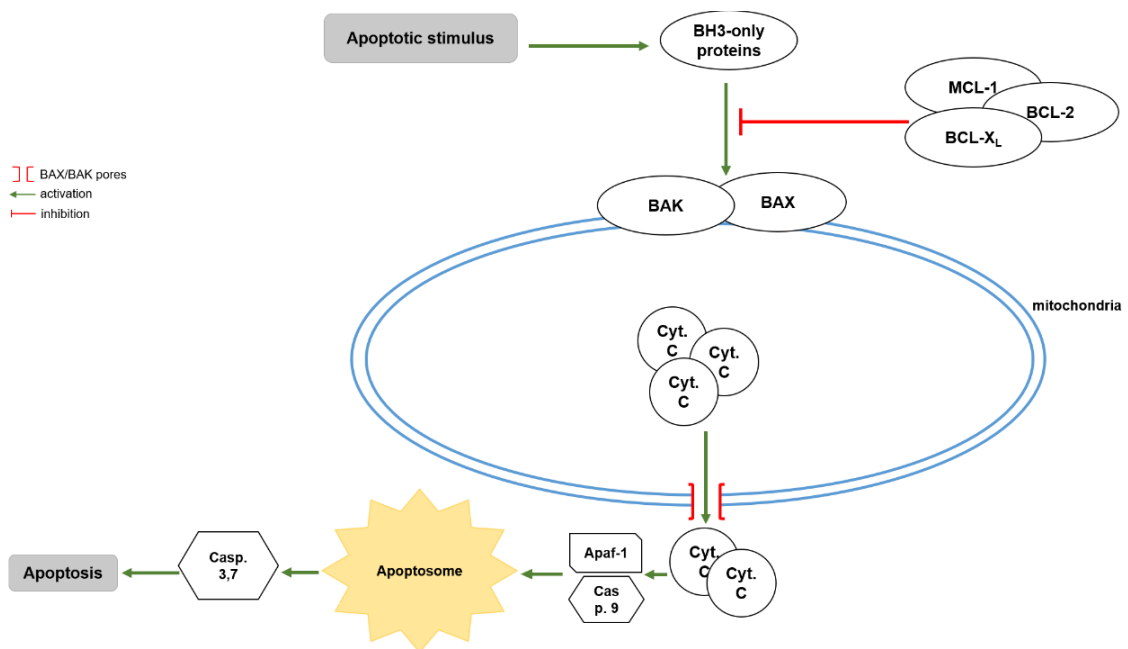 Apoptotic stimulus
BH3-only
proteins
MCL-1
BCL-2
BCL-XL
BAX/BAK pores
activation
inhibition
BAK
BAX
mitochondria
Cyt.
C
Cyt.
C
Cyt.
C
Apoptosis
Casp.
3,7
Apoptosome
Apaf-1
Cas
p. 9
Cyt.
C
Cyt.
C